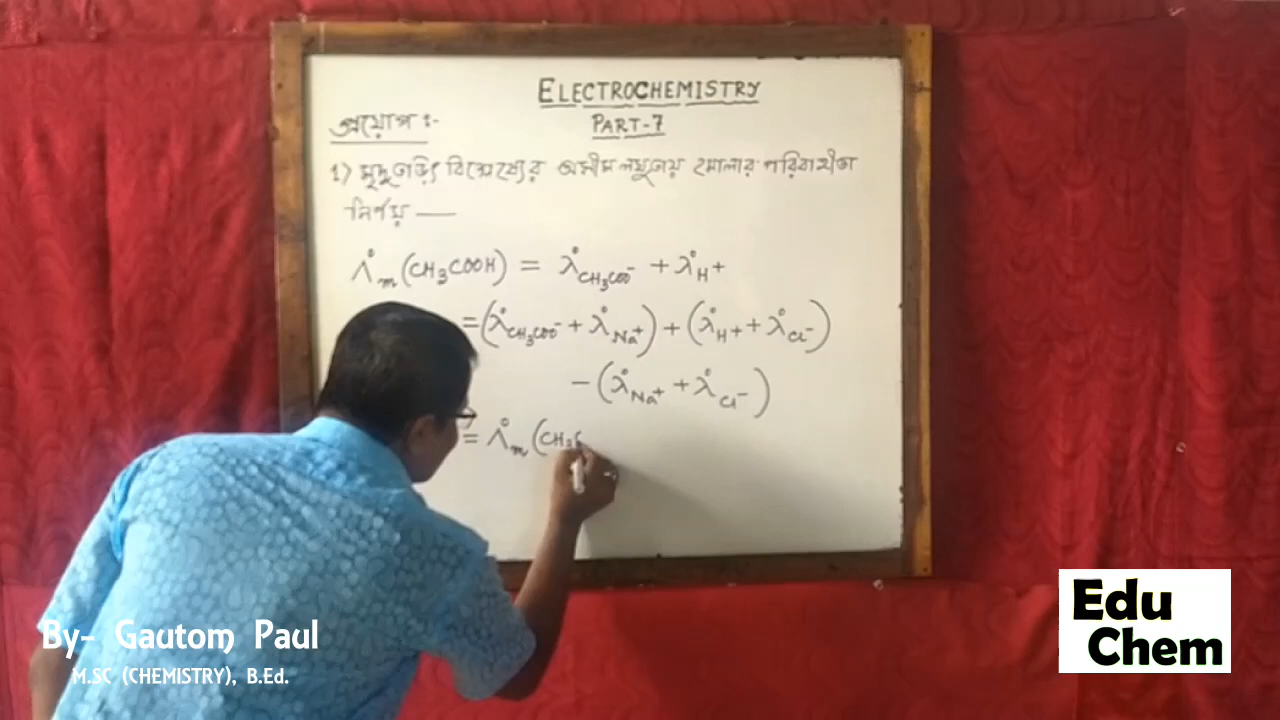 ELECTROCHEMISTRY
PART-7
প্রয়োগ :-
1) মৃদু তড়িৎ বিশ্লেষ্যের অসীম লঘুতায় মোলার পরিবাহীতা
নির্ণয় —
Λ°m (CH3COOH) = λ°CH3COO- + λ°H+
= (λ°CH3COO- + λ°Na+) + (λ°H+ + λ°Cl-)
- (λ°Na+ + λ°Cl-)
= Λ°m (CH3C
By- Gautom Paul
M.SC (CHEMISTRY), B.Ed.
Edu
Chem